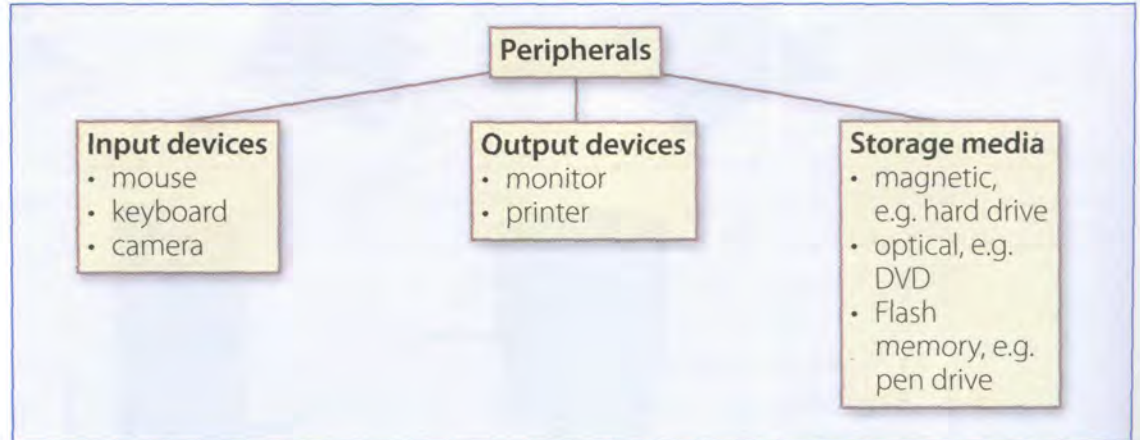 Peripherals
Input devices
• mouse
• keyboard
• camera
Output devices
• monitor
• printer
Storage media
• magnetic,
e.g. hard drive
• optical, e.g.
DVD
• Flash
memory, e.g.
pen drive